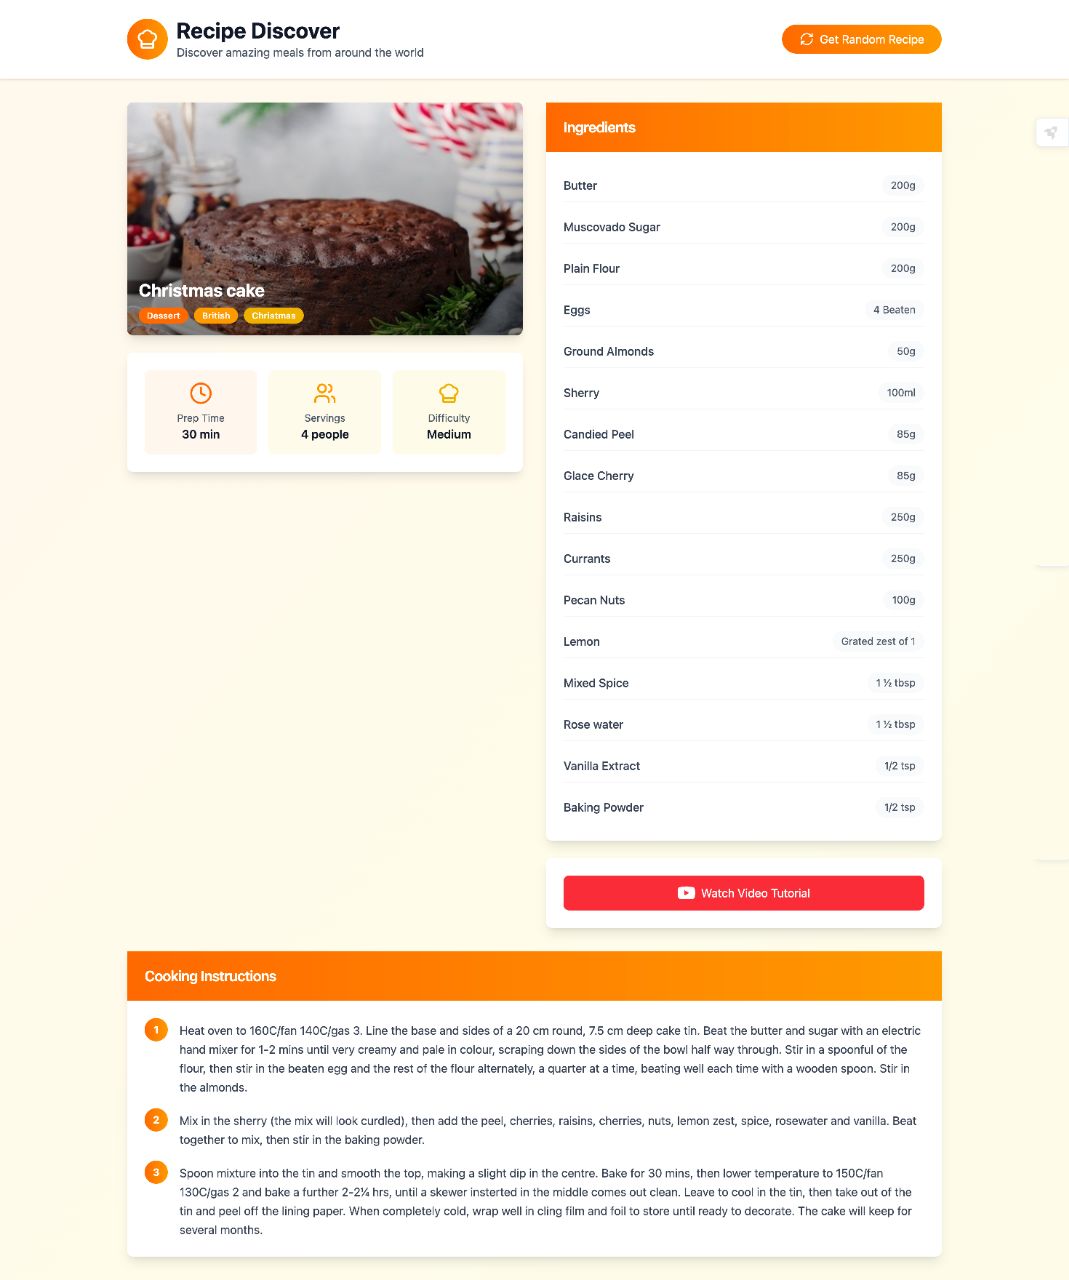 Recipe Discover
Discover amazing meals from around the world
Get Random Recipe
Christmas cake
Dessert
British
Christmas
Prep Time
30 min
Servings
4 people
Difficulty
Medium
Ingredients
Butter 200g
Muscovado Sugar 200g
Plain Flour 200g
Eggs 4 Beaten
Ground Almonds 50g
Sherry 100ml
Candied Peel 85g
Glace Cherry 85g
Raisins 250g
Currants 250g
Pecan Nuts 100g
Lemon Grated zest of 1
Mixed Spice 1 ½ tbsp
Rose water 1 ½ tbsp
Vanilla Extract 1/2 tsp
Baking Powder 1/2 tsp
Watch Video Tutorial
Cooking Instructions
1
Heat oven to 160C/fan 140C/gas 3. Line the base and sides of a 20 cm round, 7.5 cm deep cake tin. Beat the butter and sugar with an electric
hand mixer for 1-2 mins until very creamy and pale in colour, scraping down the sides of the bowl half way through. Stir in a spoonful of the
flour, then stir in the beaten egg and the rest of the flour alternately, a quarter at a time, beating well each time with a wooden spoon. Stir in
the almonds.
2
Mix in the sherry (the mix will look curdled), then add the peel, cherries, raisins, cherries, nuts, lemon zest, spice, rosewater and vanilla. Beat
together to mix, then stir in the baking powder.
3
Spoon mixture into the tin and smooth the top, making a slight dip in the centre. Bake for 30 mins, then lower temperature to 150C/fan
130C/gas 2 and bake a further 2-2¼ hrs, until a skewer insterted in the middle comes out clean. Leave to cool in the tin, then take out of the
tin and peel off the lining paper. When completely cold, wrap well in cling film and foil to store until ready to decorate. The cake will keep for
several months.